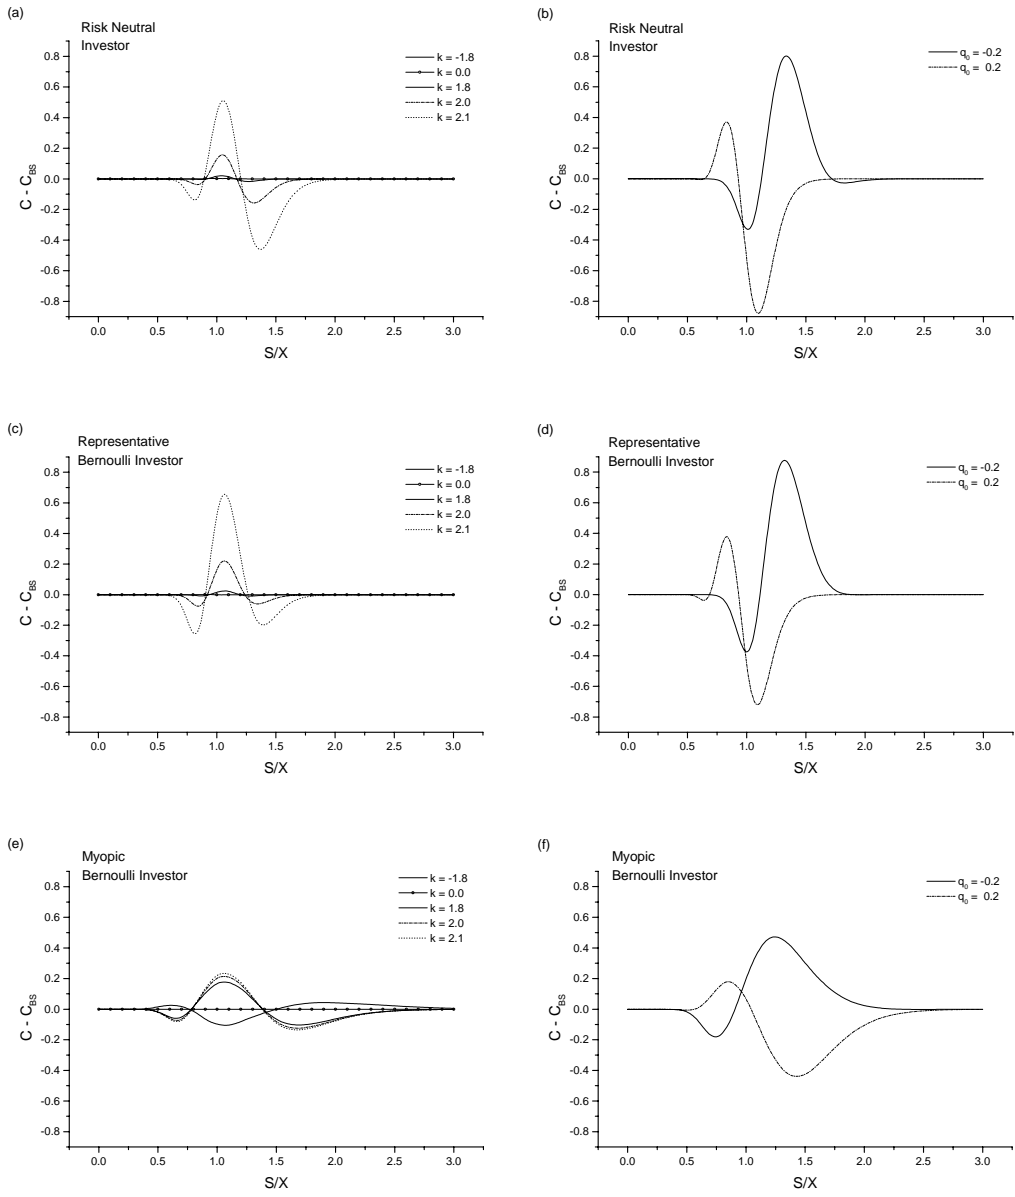 (a)
Risk Neutral
Investor
k = -1.8
k = 0.0
k = 1.8
k = 2.0
k = 2.1
0.8
0.6
0.4
0.2
0.0
-0.2
-0.4
-0.6
-0.8
C - C_BS
0.0 0.5 1.0 1.5 2.0 2.5 3.0
S/X
(b)
Risk Neutral
Investor
q_0 = -0.2
q_0 = 0.2
0.8
0.6
0.4
0.2
0.0
-0.2
-0.4
-0.6
-0.8
C - C_BS
0.0 0.5 1.0 1.5 2.0 2.5 3.0
S/X
(c)
Representative
Bernoulli Investor
k = -1.8
k = 0.0
k = 1.8
k = 2.0
k = 2.1
0.8
0.6
0.4
0.2
0.0
-0.2
-0.4
-0.6
-0.8
C - C_BS
0.0 0.5 1.0 1.5 2.0 2.5 3.0
S/X
(d)
Representative
Bernoulli Investor
q_0 = -0.2
q_0 = 0.2
0.8
0.6
0.4
0.2
0.0
-0.2
-0.4
-0.6
-0.8
C - C_BS
0.0 0.5 1.0 1.5 2.0 2.5 3.0
S/X
(e)
Myopic
Bernoulli Investor
k = -1.8
k = 0.0
k = 1.8
k = 2.0
k = 2.1
0.8
0.6
0.4
0.2
0.0
-0.2
-0.4
-0.6
-0.8
C - C_BS
0.0 0.5 1.0 1.5 2.0 2.5 3.0
S/X
(f)
Myopic
Bernoulli Investor
q_0 = -0.2
q_0 = 0.2
0.8
0.6
0.4
0.2
0.0
-0.2
-0.4
-0.6
-0.8
C - C_BS
0.0 0.5 1.0 1.5 2.0 2.5 3.0
S/X